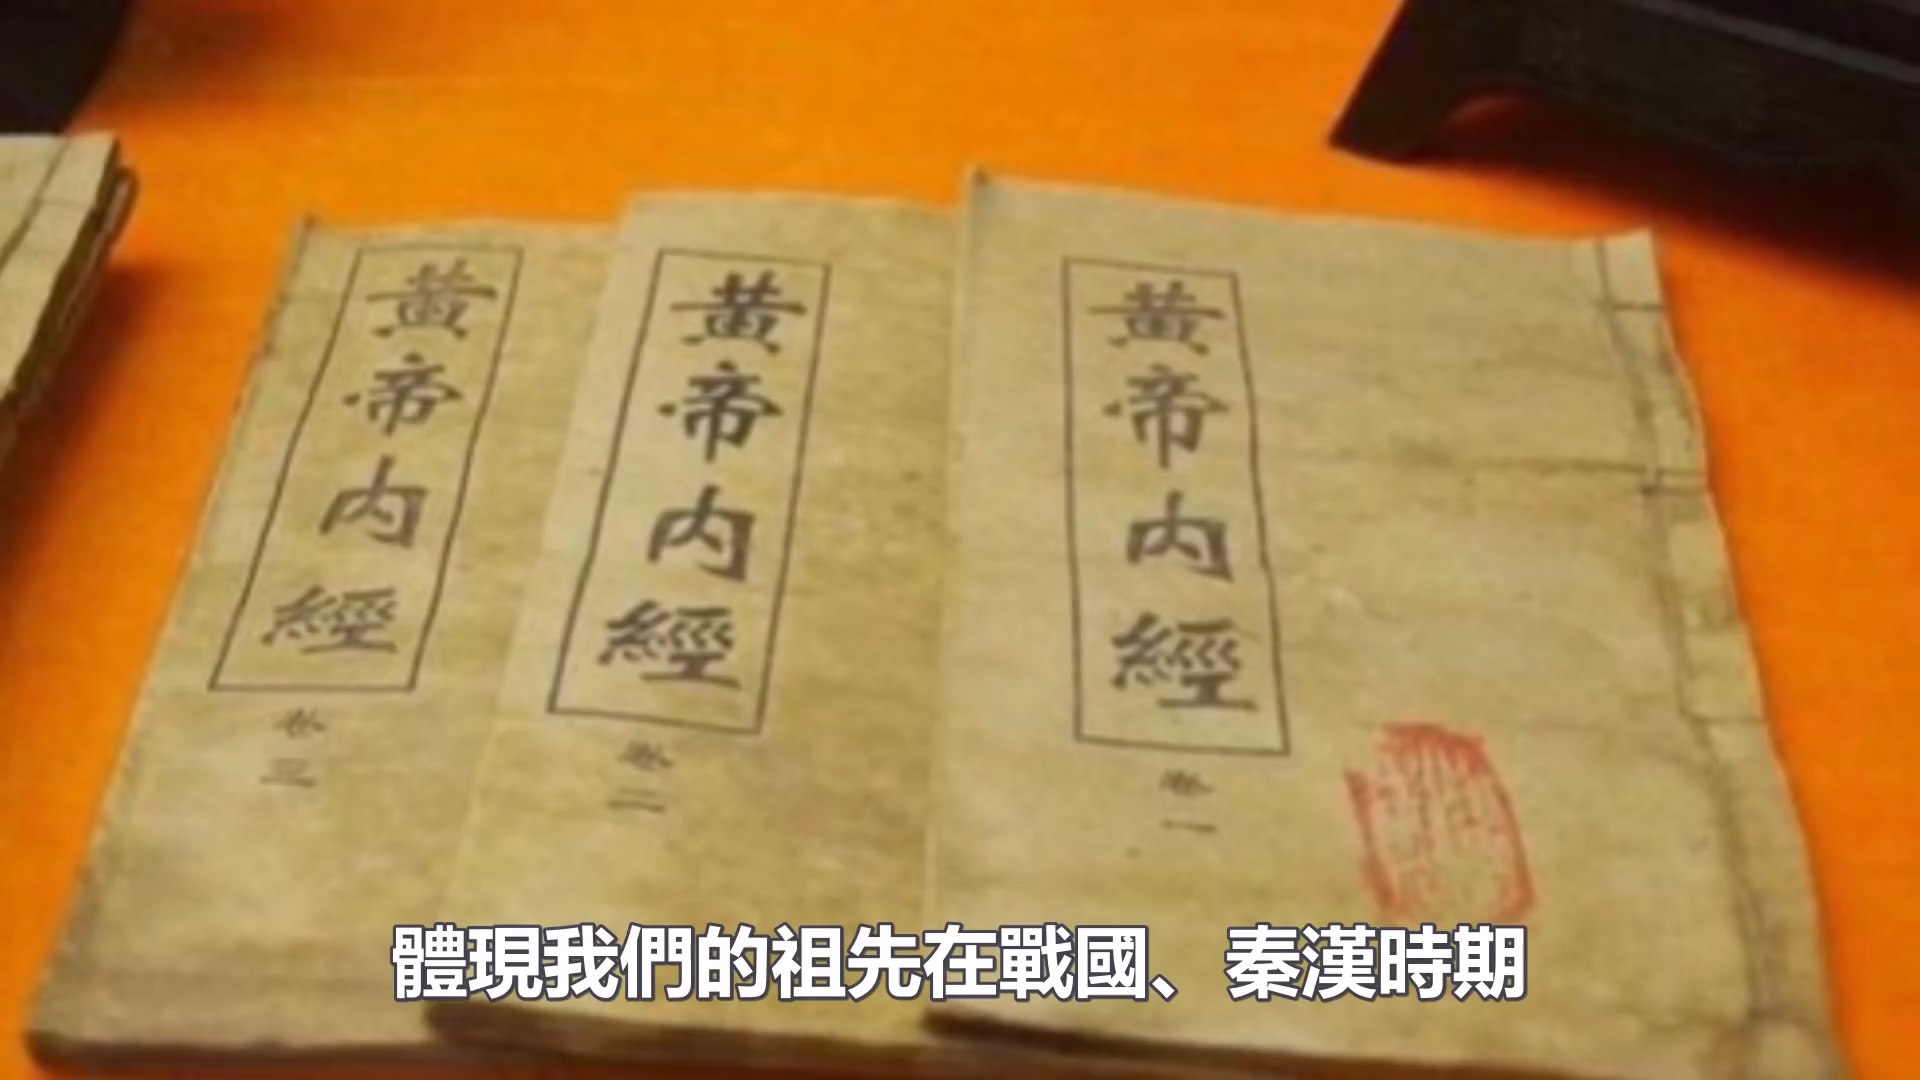 黃帝內經
卷三
黃帝內經
卷二
黃帝內經
卷一
體現我們的祖先在戰國、秦漢時期